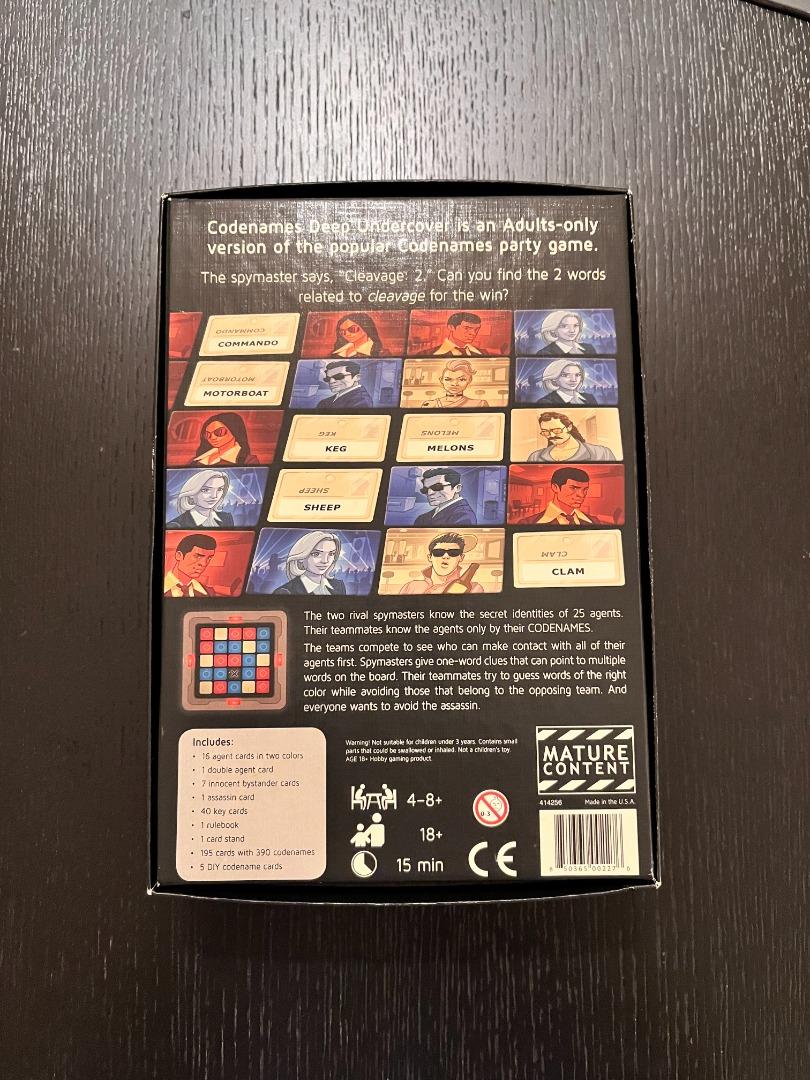 Codenames Deep Undercover is an Adults-only
version of the popular Codenames party game.
The spymaster says, "Cleavage: 2." Can you find the 2 words
related to cleavage for the win?
COMMANDO
COMMANDO
MOTORBOAT
MOTORBOAT
KEG
KEG
MELONS
MELONS
SHEEP
SHEEP
CLAM
CLAM
The two rival spymasters know the secret identities of 25 agents.
Their teammates know the agents only by their CODENAMES.
The teams compete to see who can make contact with all of their
agents first. Spymasters give one-word clues that can point to multiple
words on the board. Their teammates try to guess words of the right
color while avoiding those that belong to the opposing team. And
everyone wants to avoid the assassin.
Includes:
• 16 agent cards in two colors
• 1 double agent card
• 7 innocent bystander cards
• 1 assassin card
• 40 key cards
• 1 rulebook
• 1 card stand
• 195 cards with 390 codenames
• 5 DIY codename cards
Warning! Not suitable for children under 3 years. Contains small
parts that could be swallowed or inhaled. Not a children's toy.
AGE 18+ Hobby gaming product.
4-8+
18+
15 min
0-3
CE
MATURE
CONTENT
414256 Made in the U.S.A.
8 50365 00227 6